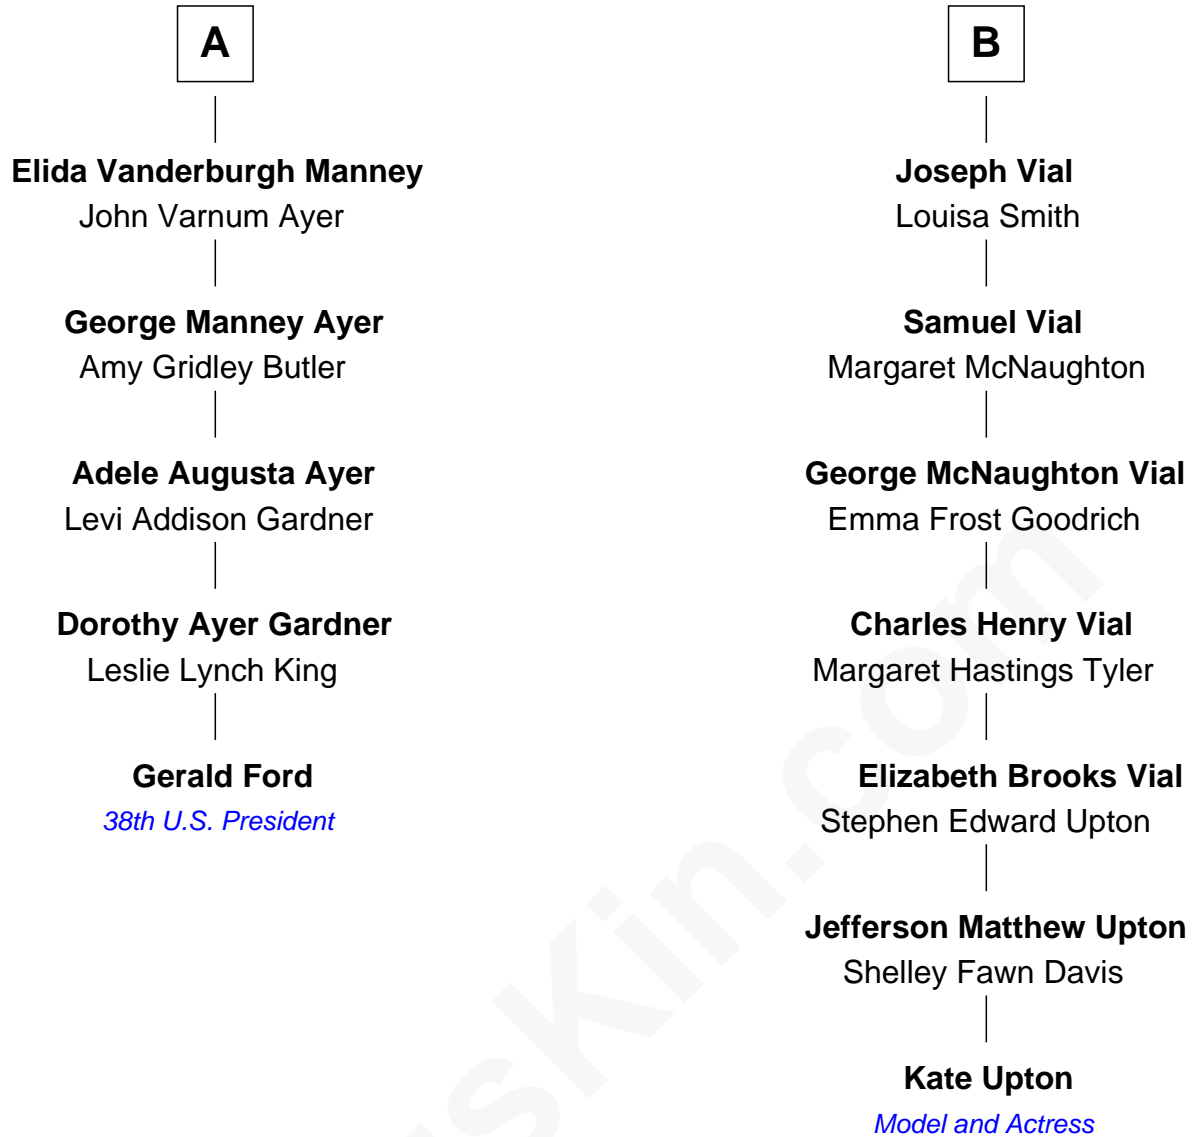 A
Elida Vanderburgh Manney
John Varnum Ayer
George Manney Ayer
Amy Gridley Butler
Adele Augusta Ayer
Levi Addison Gardner
Dorothy Ayer Gardner
Leslie Lynch King
Gerald Ford
38th U.S. President
B
Joseph Vial
Louisa Smith
Samuel Vial
Margaret McNaughton
George McNaughton Vial
Emma Frost Goodrich
Charles Henry Vial
Margaret Hastings Tyler
Elizabeth Brooks Vial
Stephen Edward Upton
Jefferson Matthew Upton
Shelley Fawn Davis
Kate Upton
Model and Actress
usKin.com